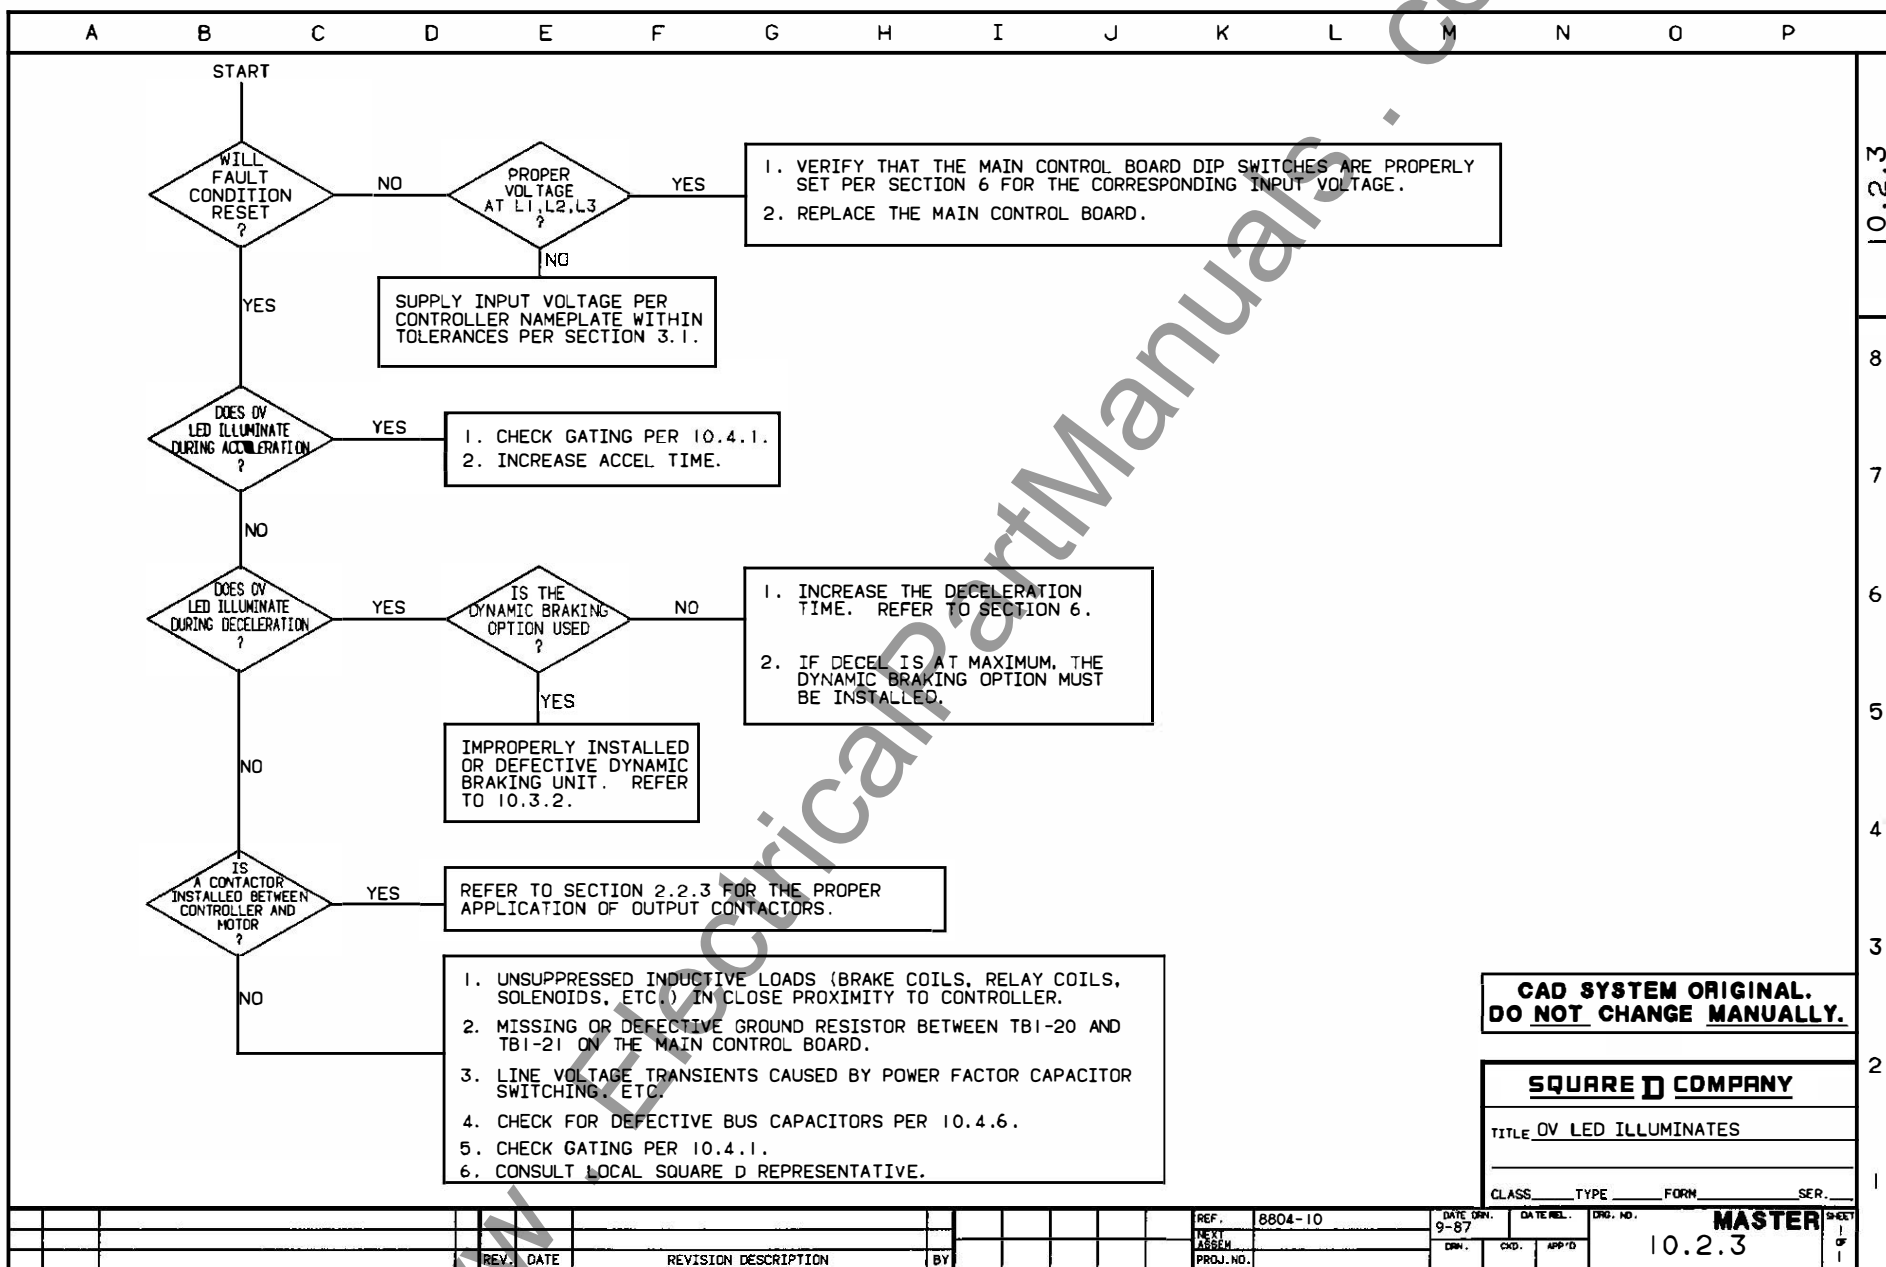 A B C D E F G H I J K L M N O P
START
WILL
FAULT
CONDITION
RESET
?
NO
PROPER
VOLTAGE
AT L1,L2,L3
?
YES
1. VERIFY THAT THE MAIN CONTROL BOARD DIP SWITCHES ARE PROPERLY
SET PER SECTION 6 FOR THE CORRESPONDING INPUT VOLTAGE.
2. REPLACE THE MAIN CONTROL BOARD.
10.2.3
NO
YES
SUPPLY INPUT VOLTAGE PER
CONTROLLER NAMEPLATE WITHIN
TOLERANCES PER SECTION 3.1.
8
DOES OV
LED ILLUMINATE
DURING ACCELERATION
?
YES
1. CHECK GATING PER 10.4.1.
2. INCREASE ACCEL TIME.
7
NO
DOES OV
LED ILLUMINATE
DURING DECELERATION
?
YES
IS THE
DYNAMIC BRAKING
OPTION USED
?
NO
1. INCREASE THE DECELERATION
TIME. REFER TO SECTION 6.
2. IF DECEL IS AT MAXIMUM, THE
DYNAMIC BRAKING OPTION MUST
BE INSTALLED.
6
YES
5
IMPROPERLY INSTALLED
OR DEFECTIVE DYNAMIC
BRAKING UNIT. REFER
TO 10.3.2.
NO
4
IS
A CONTACTOR
INSTALLED BETWEEN
CONTROLLER AND
MOTOR
?
YES
REFER TO SECTION 2.2.3 FOR THE PROPER
APPLICATION OF OUTPUT CONTACTORS.
3
NO
1. UNSUPPRESSED INDUCTIVE LOADS (BRAKE COILS, RELAY COILS,
SOLENOIDS, ETC.) IN CLOSE PROXIMITY TO CONTROLLER.
2. MISSING OR DEFECTIVE GROUND RESISTOR BETWEEN TB1-20 AND
TB1-21 ON THE MAIN CONTROL BOARD.
3. LINE VOLTAGE TRANSIENTS CAUSED BY POWER FACTOR CAPACITOR
SWITCHING, ETC.
4. CHECK FOR DEFECTIVE BUS CAPACITORS PER 10.4.6.
5. CHECK GATING PER 10.4.1.
6. CONSULT LOCAL SQUARE D REPRESENTATIVE.
CAD SYSTEM ORIGINAL.
DO NOT CHANGE MANUALLY.
2
SQUARE D COMPANY
TITLE OV LED ILLUMINATES
CLASS TYPE FORM SER.
1
REV. DATE REVISION DESCRIPTION BY
REF. 8804-10
NEXT
ASSEM
PROJ.NO.
DATE DRN.
9-87
DATE REL.
DRG. NO.
MASTER
10.2.3
SHEET
1
OF
1
DRN. CKD. APP'D
w . ElectricalPartManuals . co